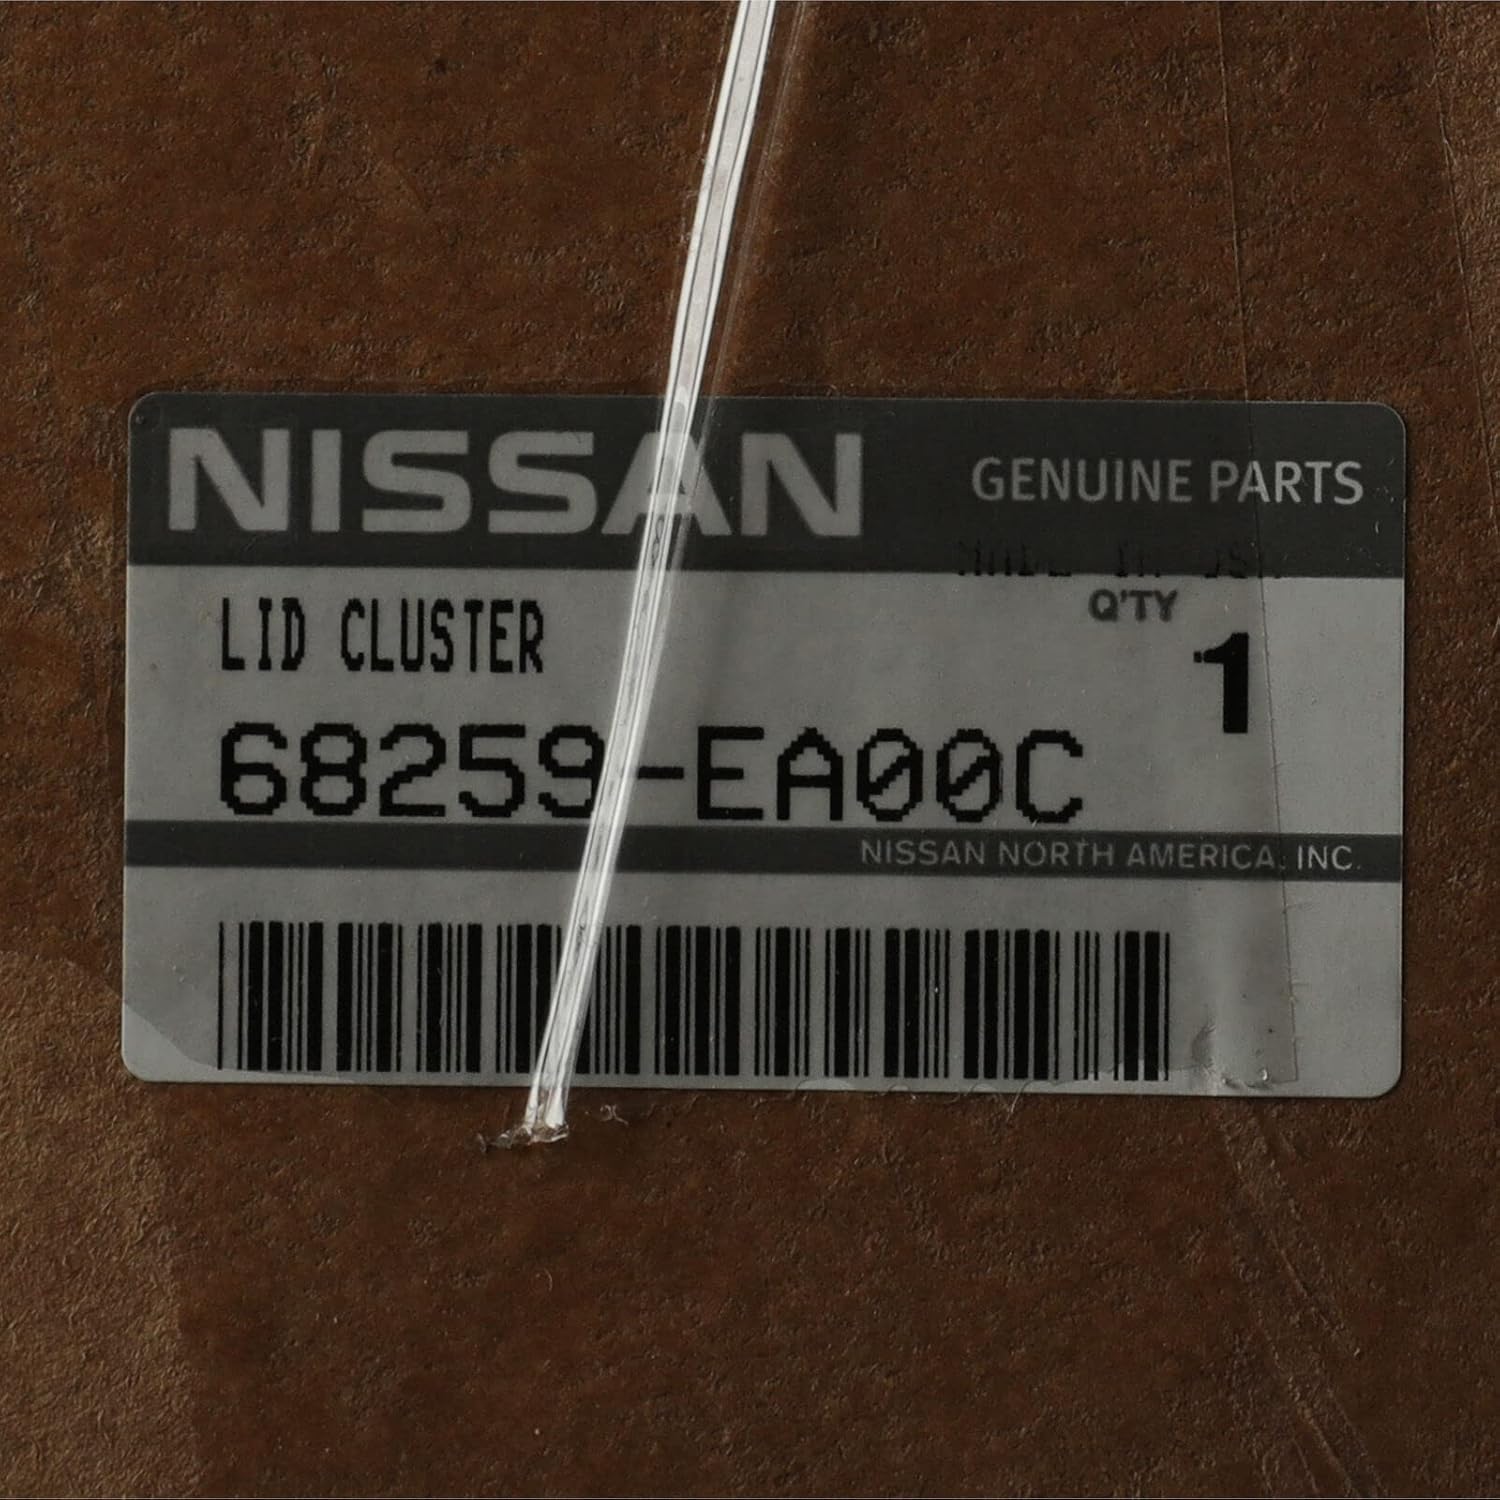 NISSAN
GENUINE PARTS
Q'TY
LID CLUSTER
1
68259-EA00C
NISSAN NORTH AMERICA, INC.